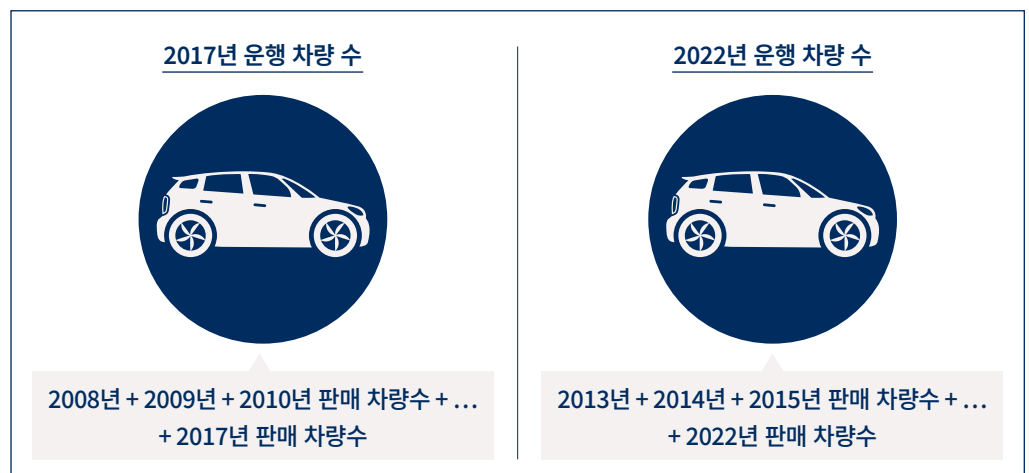 2017년 운행 차량 수
2008년 + 2009년 + 2010년 판매 차량수 + ...
+ 2017년 판매 차량수
2022년 운행 차량 수
2013년 + 2014년 + 2015년 판매 차량수 + ...
+ 2022년 판매 차량수